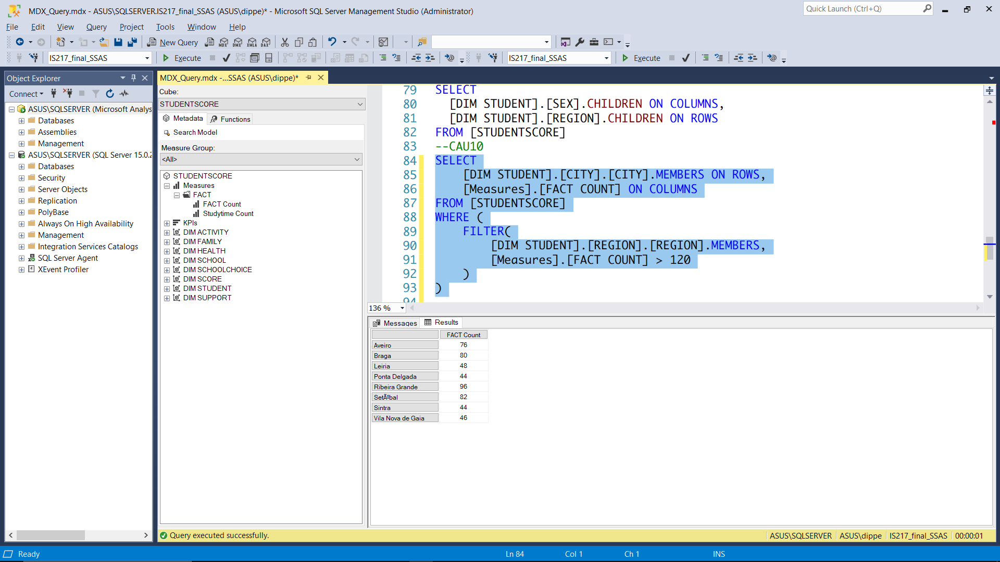 MDX_Query.mdx - ASUS\SQLSERVER.IS217_final_SSAS (ASUS\dippe)* - Microsoft SQL Server Management Studio (Administrator)
Quick Launch (Ctrl+Q)
File Edit View Query Project Tools Window Help
New Query MDX DMX XMLA DAX
IS217_final_SSAS Execute IS217_final_SSAS Execute
Object Explorer
Connect
ASUS\SQLSERVER (Microsoft Analys
Databases
Assemblies
Management
ASUS\SQLSERVER (SQL Server 15.0.2
Databases
Security
Server Objects
Replication
PolyBase
Always On High Availability
Management
Integration Services Catalogs
SQL Server Agent
XEvent Profiler
MDX_Query.mdx -...SSAS (ASUS\dippe)*
Cube:
STUDENTSCORE
Metadata Functions
Search Model
Measure Group:
<All>
STUDENTSCORE
Measures
FACT
FACT Count
Studytime Count
KPIs
DIM ACTIVITY
DIM FAMILY
DIM HEALTH
DIM SCHOOL
DIM SCHOOLCHOICE
DIM SCORE
DIM STUDENT
DIM SUPPORT
79 SELECT
80 [DIM STUDENT].[SEX].CHILDREN ON COLUMNS,
81 [DIM STUDENT].[REGION].CHILDREN ON ROWS
82 FROM [STUDENTSCORE]
83 --CAU10
84 SELECT
85 [DIM STUDENT].[CITY].[CITY].MEMBERS ON ROWS,
86 [Measures].[FACT COUNT] ON COLUMNS
87 FROM [STUDENTSCORE]
88 WHERE (
89 FILTER(
90 [DIM STUDENT].[REGION].[REGION].MEMBERS,
91 [Measures].[FACT COUNT] > 120
92 )
93 )
94
136 %
Messages Results
FACT Count
Aveiro 76
Braga 80
Leiria 48
Ponta Delgada 44
Ribeira Grande 96
SetÃºbal 82
Sintra 44
Vila Nova de Gaia 46
Query executed successfully.
ASUS\SQLSERVER ASUS\dippe IS217_final_SSAS 00:00:01
Ready Ln 84 Col 1 Ch 1 INS